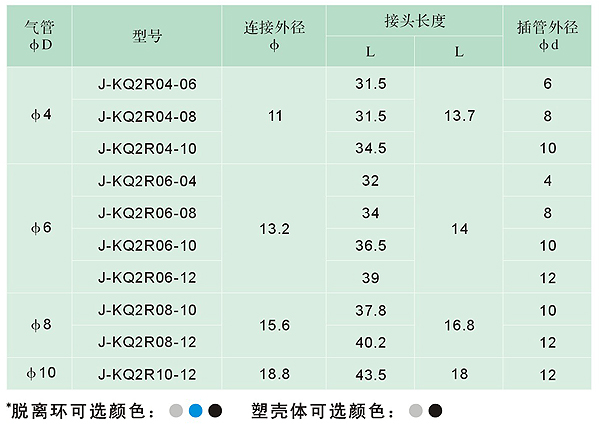 气管 φD 型号 连接外径 φ 接头长度 插管外径 φd
L L
φ4 J-KQ2R04-06 11 31.5 13.7 6
J-KQ2R04-08 31.5 8
J-KQ2R04-10 34.5 10
φ6 J-KQ2R06-04 13.2 32 14 4
J-KQ2R06-08 34 8
J-KQ2R06-10 36.5 10
J-KQ2R06-12 39 12
φ8 J-KQ2R08-10 15.6 37.8 16.8 10
J-KQ2R08-12 40.2 12
φ10 J-KQ2R10-12 18.8 43.5 18 12
*脱离环可选颜色： 塑壳体可选颜色：